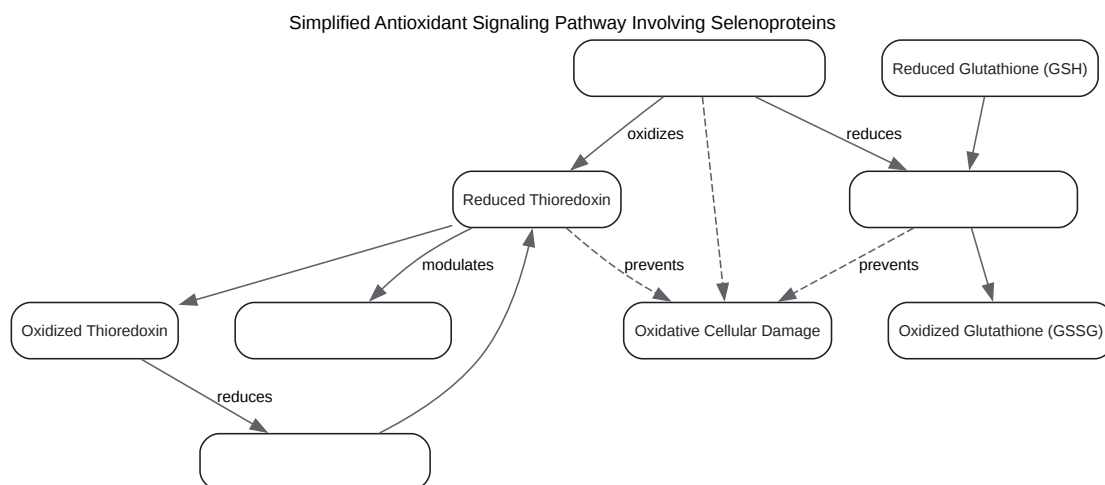 Simplified Antioxidant Signaling Pathway Involving Selenoproteins
Reduced Glutathione (GSH)
oxidizes
reduces
Reduced Thioredoxin
modulates
prevents
prevents
Oxidized Thioredoxin
Oxidative Cellular Damage
Oxidized Glutathione (GSSG)
reduces